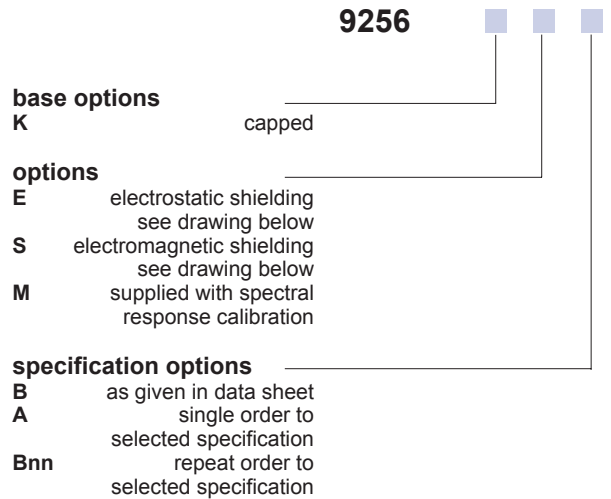 9256
base options
K capped
options
E electrostatic shielding
see drawing below
S electromagnetic shielding
see drawing below
M supplied with spectral
response calibration
specification options
B as given in data sheet
A single order to
selected specification
Bnn repeat order to
selected specification